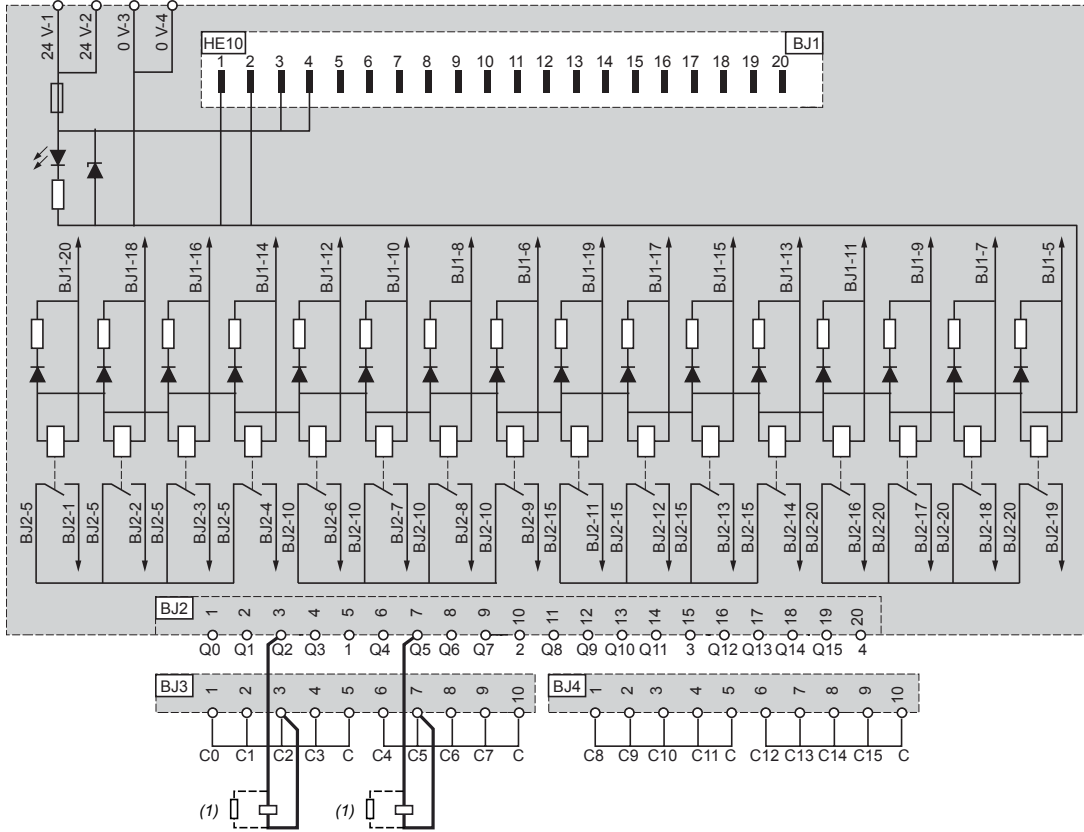 24 V-1 24 V-2 0 V-3 0 V-4
HE10 BJ1
1 2 3 4 5 6 7 8 9 10 11 12 13 14 15 16 17 18 19 20
BJ1-20 BJ1-18 BJ1-16 BJ1-14 BJ1-12 BJ1-10 BJ1-8 BJ1-6 BJ1-19 BJ1-17 BJ1-15 BJ1-13 BJ1-11 BJ1-9 BJ1-7 BJ1-5
BJ2-5 BJ2-1 BJ2-5 BJ2-2 BJ2-5 BJ2-3 BJ2-5 BJ2-4 BJ2-10 BJ2-6 BJ2-10 BJ2-7 BJ2-10 BJ2-8 BJ2-10 BJ2-9 BJ2-15 BJ2-11 BJ2-15 BJ2-12 BJ2-15 BJ2-13 BJ2-15 BJ2-14 BJ2-20 BJ2-16 BJ2-20 BJ2-17 BJ2-20 BJ2-18 BJ2-20 BJ2-19
BJ2 1 2 3 4 5 6 7 8 9 10 11 12 13 14 15 16 17 18 19 20
Q0 Q1 Q2 Q3 1 Q4 Q5 Q6 Q7 2 Q8 Q9 Q10 Q11 3 Q12 Q13 Q14 Q15 4
BJ3 1 2 3 4 5 6 7 8 9 10 BJ4 1 2 3 4 5 6 7 8 9 10
C0 C1 C2 C3 C C4 C5 C6 C7 C C8 C9 C10 C11 C C12 C13 C14 C15 C
(1) (1)